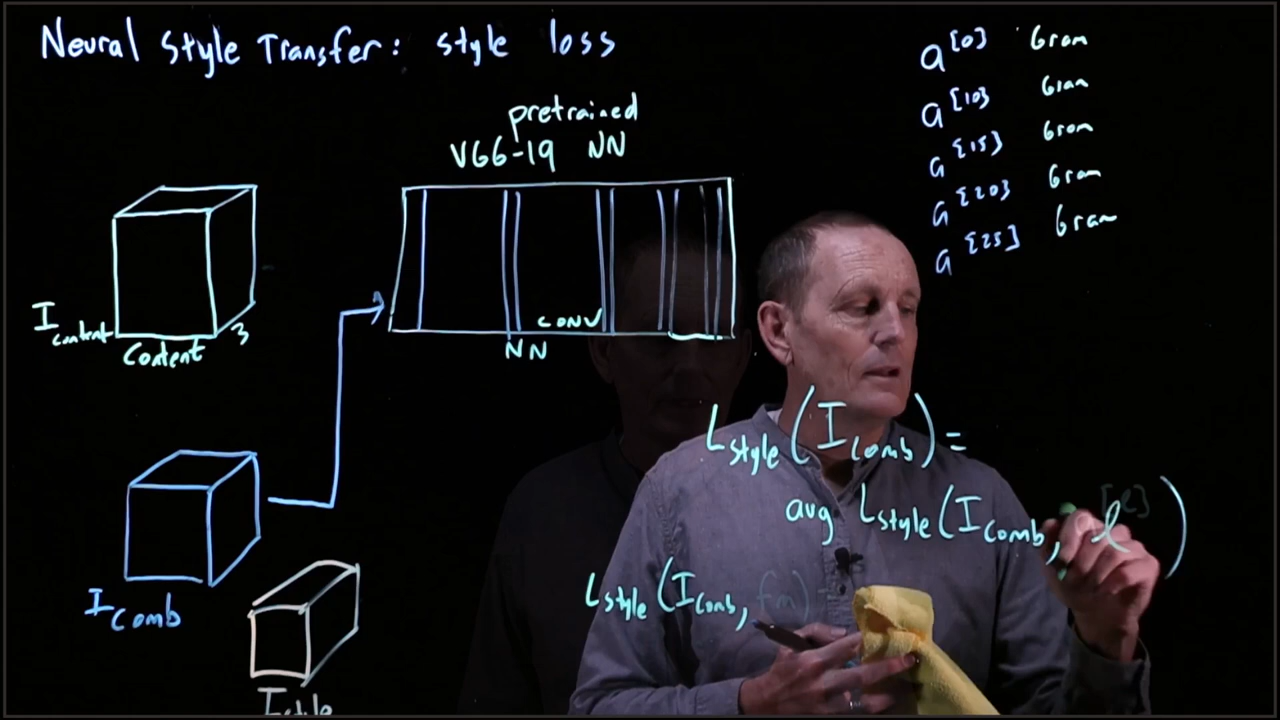 Neural Style Transfer: style loss
pretrained
VGG-19 NN
CONV
NN
I content
Content
3
I comb
I style
a^[0] Gram
a^[10] Gram
a^[15] Gram
a^[20] Gram
a^[25] Gram
L style (I comb) =
avg L style (I comb, l)
L style (I comb,